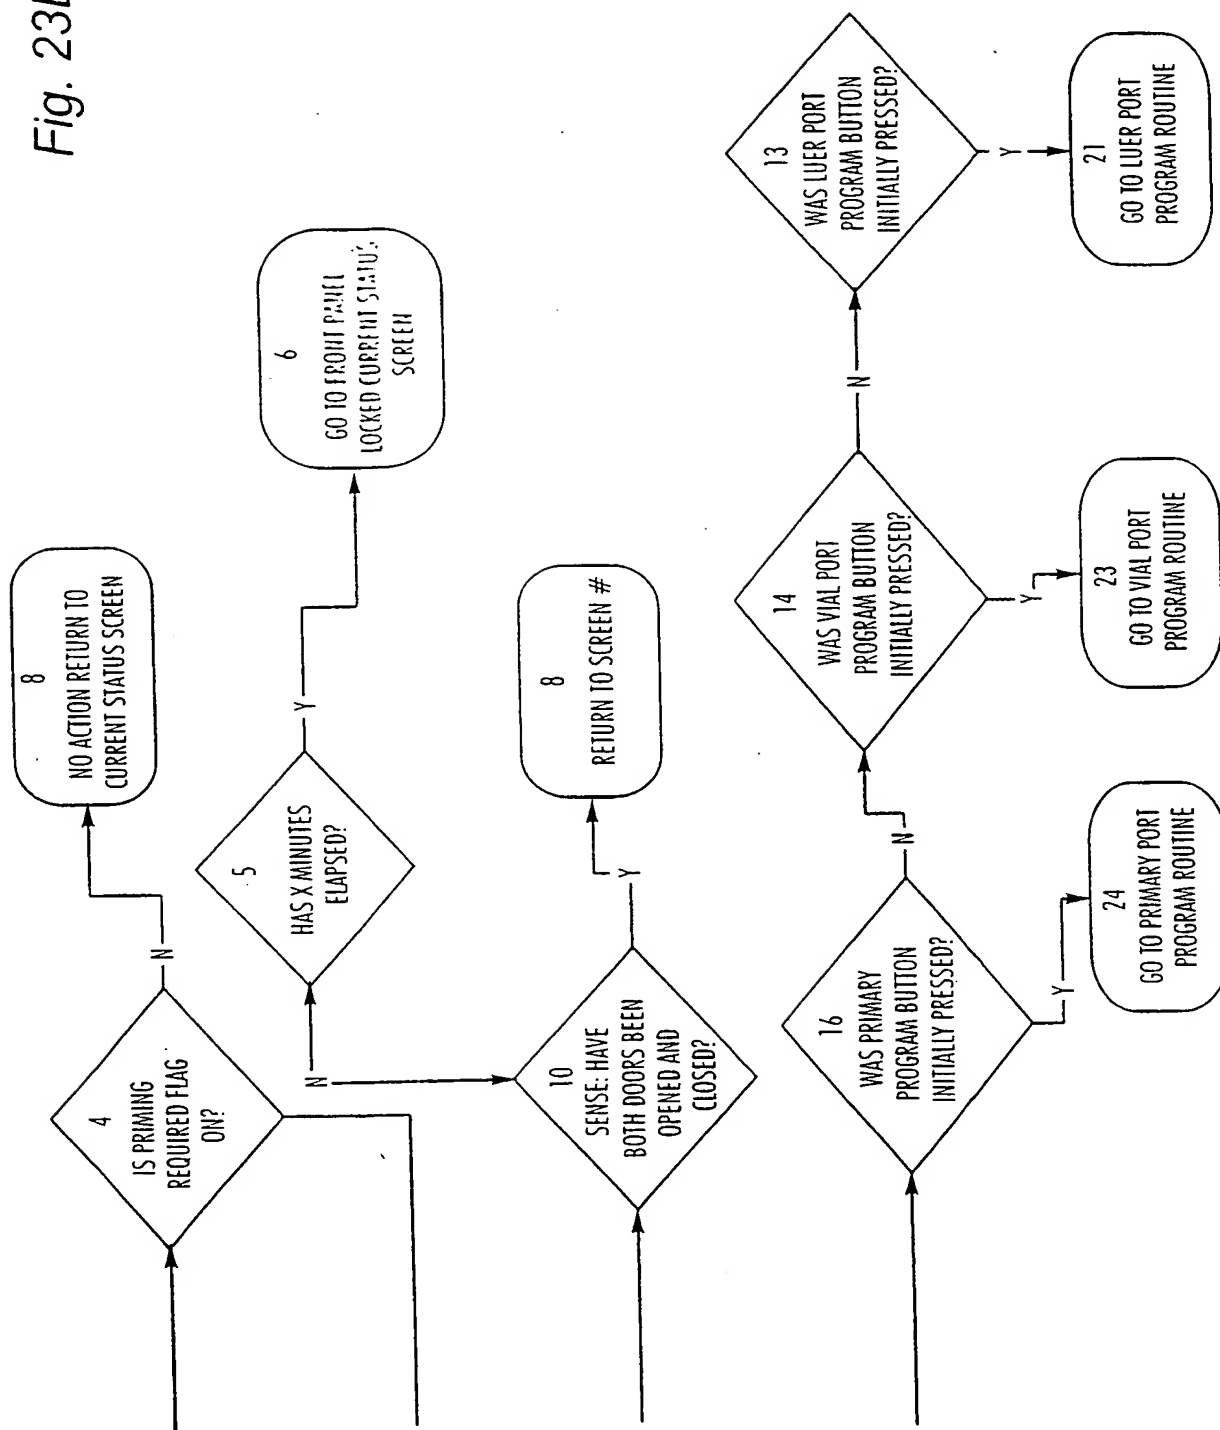 Fig. 23
8
NO ACTION RETURN TO
CURRENT STATUS SCREEN
4
IS PRIMING
REQUIRED FLAG
ON?
N
6
GO TO FRONT PANEL
LOCKED CURRENT STATUS
SCREEN
5
HAS X MINUTES
ELAPSED?
Y
N
8
RETURN TO SCREEN #
10
SENSE: HAVE
BOTH DOORS BEEN
OPENED AND
CLOSED?
Y
16
WAS PRIMARY
PROGRAM BUTTON
INITIALLY PRESSED?
N
Y
24
GO TO PRIMARY PORT
PROGRAM ROUTINE
14
WAS VIAL PORT
PROGRAM BUTTON
INITIALLY PRESSED?
N
Y
23
GO TO VIAL PORT
PROGRAM ROUTINE
13
WAS LUER PORT
PROGRAM BUTTON
INITIALLY PRESSED?
Y
21
GO TO LUER PORT
PROGRAM ROUTINE